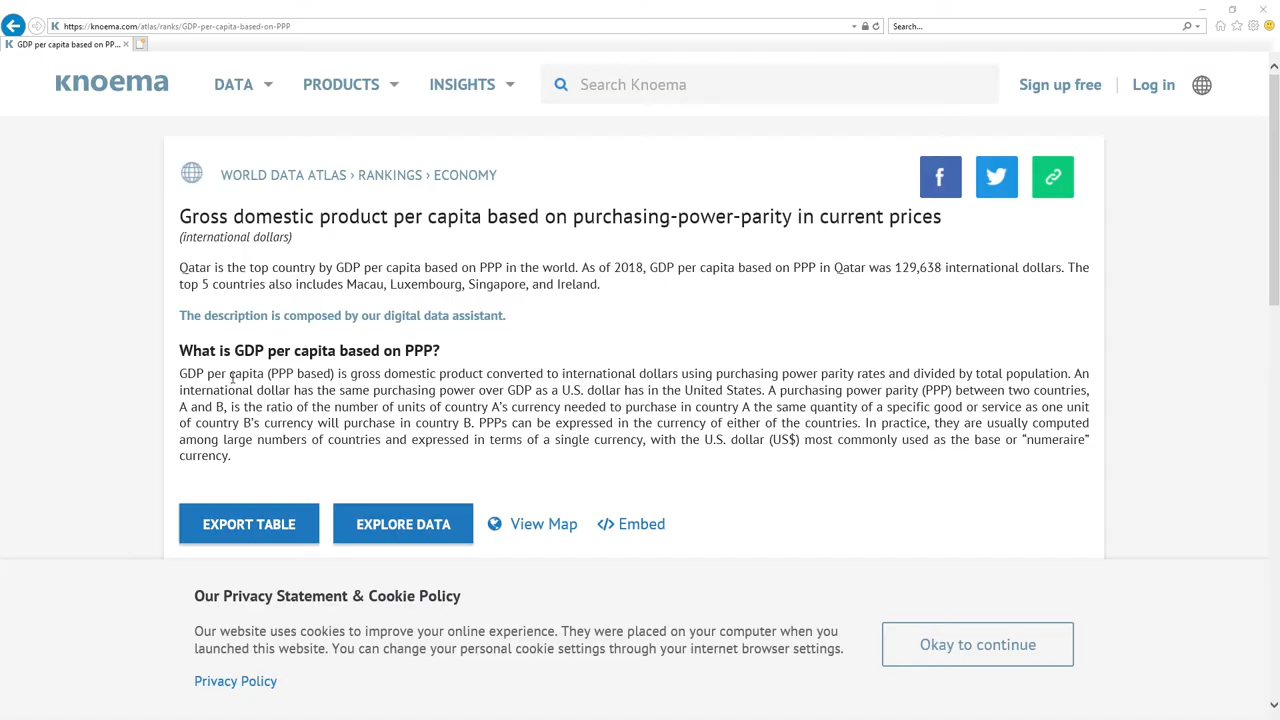 https://knoema.com/atlas/ranks/GDP-per-capita-based-on-PPP
Search...
K GDP per capita based on PP...
knoema
DATA
PRODUCTS
INSIGHTS
Search Knoema
Sign up free
Log in
WORLD DATA ATLAS › RANKINGS › ECONOMY
Gross domestic product per capita based on purchasing-power-parity in current prices
(international dollars)
Qatar is the top country by GDP per capita based on PPP in the world. As of 2018, GDP per capita based on PPP in Qatar was 129,638 international dollars. The
top 5 countries also includes Macau, Luxembourg, Singapore, and Ireland.
The description is composed by our digital data assistant.
What is GDP per capita based on PPP?
GDP per capita (PPP based) is gross domestic product converted to international dollars using purchasing power parity rates and divided by total population. An
international dollar has the same purchasing power over GDP as a U.S. dollar has in the United States. A purchasing power parity (PPP) between two countries,
A and B, is the ratio of the number of units of country A’s currency needed to purchase in country A the same quantity of a specific good or service as one unit
of country B’s currency will purchase in country B. PPPs can be expressed in the currency of either of the countries. In practice, they are usually computed
among large numbers of countries and expressed in terms of a single currency, with the U.S. dollar (US$) most commonly used as the base or “numeraire”
currency.
EXPORT TABLE
EXPLORE DATA
View Map
</> Embed
Our Privacy Statement & Cookie Policy
Our website uses cookies to improve your online experience. They were placed on your computer when you
launched this website. You can change your personal cookie settings through your internet browser settings.
Okay to continue
Privacy Policy